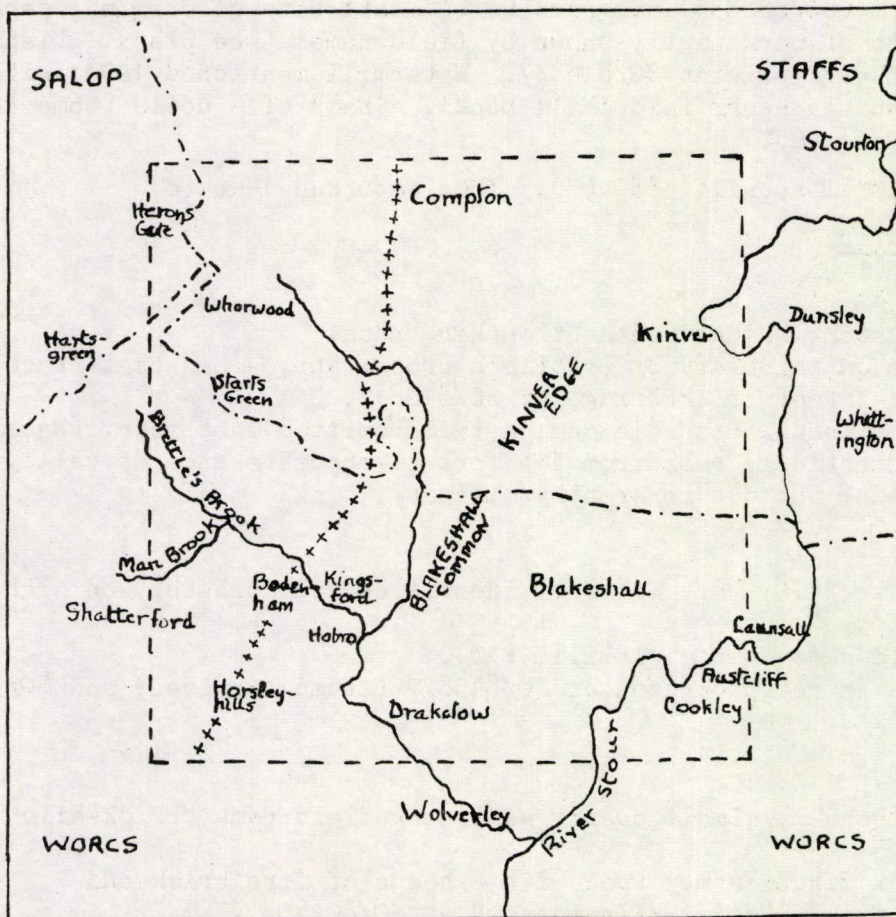 SALOP
STAFFS
Stourton
Compton
Herons
Gate
Whorwood
Kinver
Dunsley
Harts-
green
Starts
Green
KINVER
EDGE
Whitt-
ington
Brettle's Brook
Man Brook
Shatterford
Boden-
ham
Kings-
ford
BLAKESHALL
COMMON
Blakeshall
Habro
Caunsall
Horsley-
hills
Drakelow
Austcliff
Cookley
Wolverley
River Stour
WORCS
WORCS